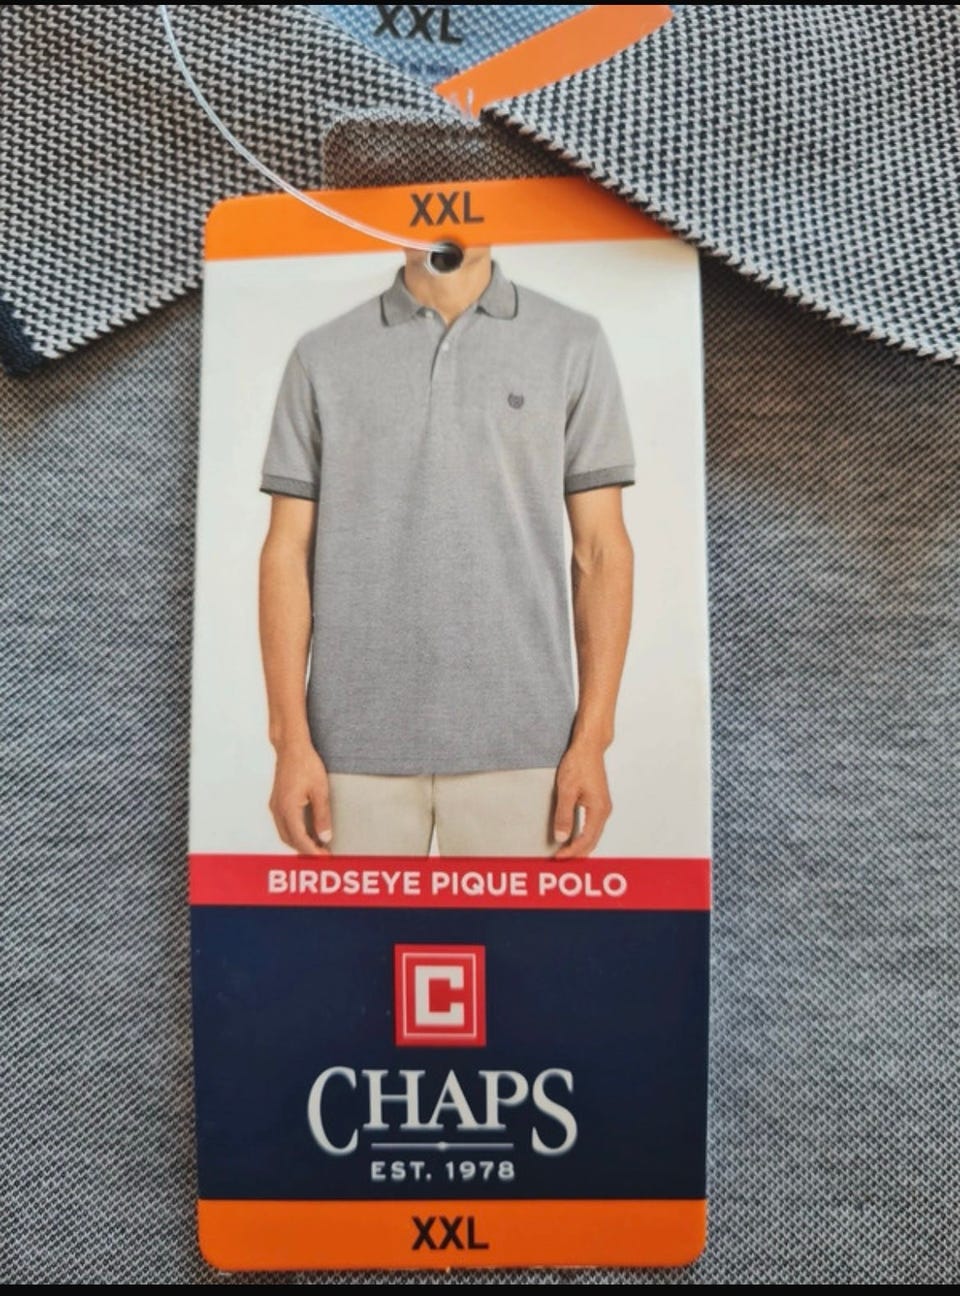 XXL
XXL
BIRDSEYE PIQUE POLO
C
CHAPS
EST. 1978
XXL